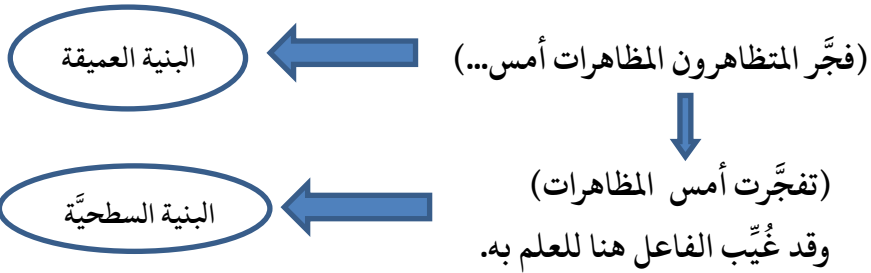 (فجَّر المتظاهرون المظاهرات أمس...)
البنية العميقة
(تفجَّرت أمس المظاهرات)
البنية السطحيَّة
وقد غُيِّب الفاعل هنا للعلم به.